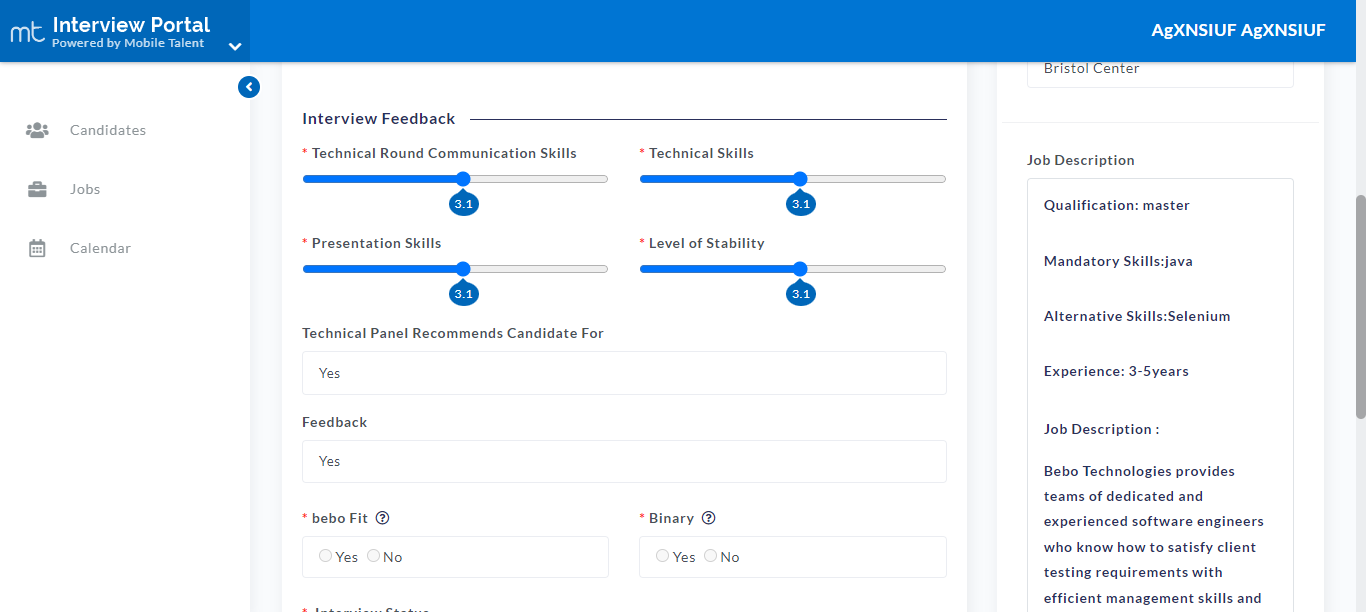 mt Interview Portal
Powered by Mobile Talent
AgXNSIUF AgXNSIUF
Candidates
Jobs
Calendar
Interview Feedback
* Technical Round Communication Skills
3.1
* Technical Skills
3.1
* Presentation Skills
3.1
* Level of Stability
3.1
Technical Panel Recommends Candidate For
Yes
Feedback
Yes
* bebo Fit ?
Yes No
* Binary ?
Yes No
* Interview Status
Bristol Center
Job Description
Qualification: master
Mandatory Skills:java
Alternative Skills:Selenium
Experience: 3-5years
Job Description :
Bebo Technologies provides
teams of dedicated and
experienced software engineers
who know how to satisfy client
testing requirements with
efficient management skills and